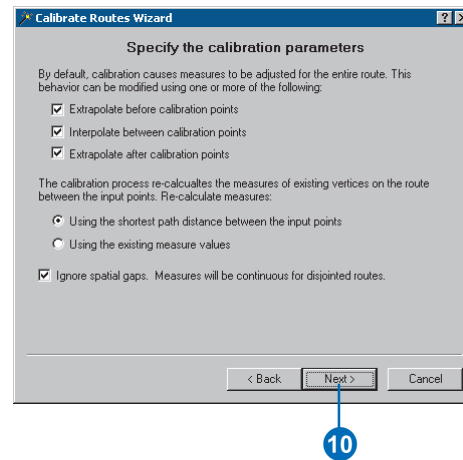 Calibrate Routes Wizard
Specify the calibration parameters
By default, calibration causes measures to be adjusted for the entire route. This
behavior can be modified using one or more of the following:
Extrapolate before calibration points
Interpolate between calibration points
Extrapolate after calibration points
The calibration process re-calcualtes the measures of existing vertices on the route
between the input points. Re-calculate measures:
Using the shortest path distance between the input points
Using the existing measure values
Ignore spatial gaps. Measures will be continuous for disjointed routes.
< Back Next > Cancel
10